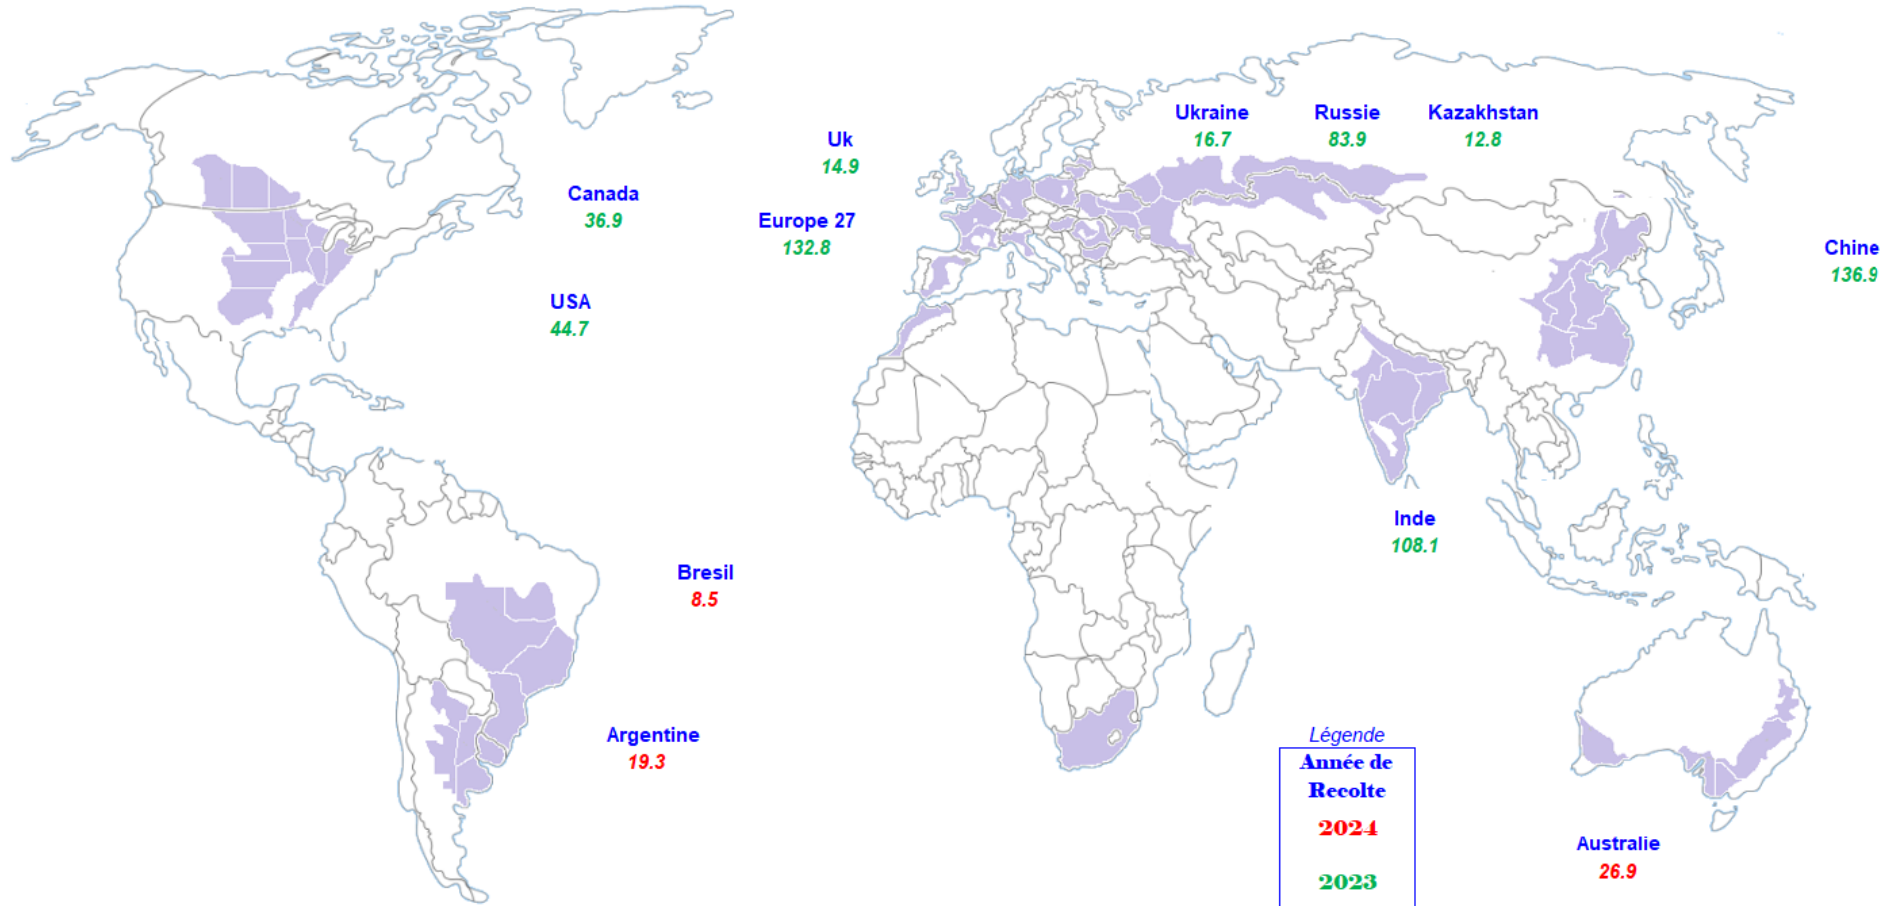 Ukraine
16.7
Russie
83.9
Kazakhstan
12.8
Uk
14.9
Canada
36.9
Europe 27
132.8
Chine
136.9
USA
44.7
Inde
108.1
Bresil
8.5
Argentine
19.3
Légende
Année de
Recolte
2024
2023
Australie
26.9